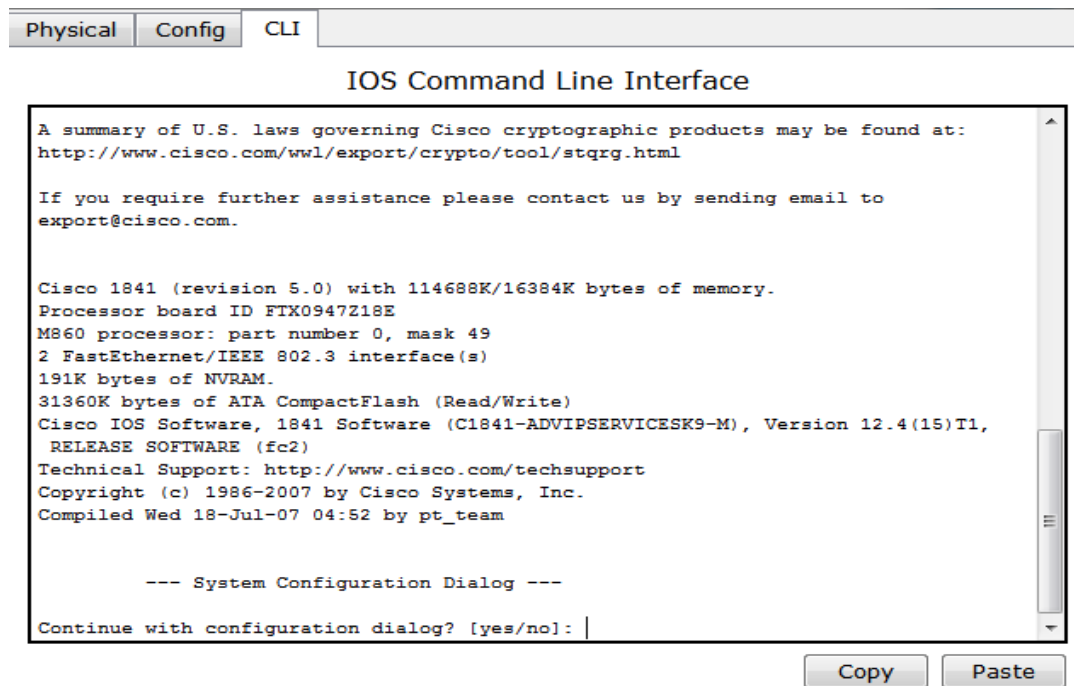 Physical Config CLI
IOS Command Line Interface
A summary of U.S. laws governing Cisco cryptographic products may be found at:
http://www.cisco.com/wwl/export/crypto/tool/stqrg.html
If you require further assistance please contact us by sending email to
export@cisco.com.
Cisco 1841 (revision 5.0) with 114688K/16384K bytes of memory.
Processor board ID FTX0947Z18E
M860 processor: part number 0, mask 49
2 FastEthernet/IEEE 802.3 interface(s)
191K bytes of NVRAM.
31360K bytes of ATA CompactFlash (Read/Write)
Cisco IOS Software, 1841 Software (C1841-ADVIPSERVICESK9-M), Version 12.4(15)T1,
RELEASE SOFTWARE (fc2)
Technical Support: http://www.cisco.com/techsupport
Copyright (c) 1986-2007 by Cisco Systems, Inc.
Compiled Wed 18-Jul-07 04:52 by pt_team
--- System Configuration Dialog ---
Continue with configuration dialog? [yes/no]:
Copy Paste